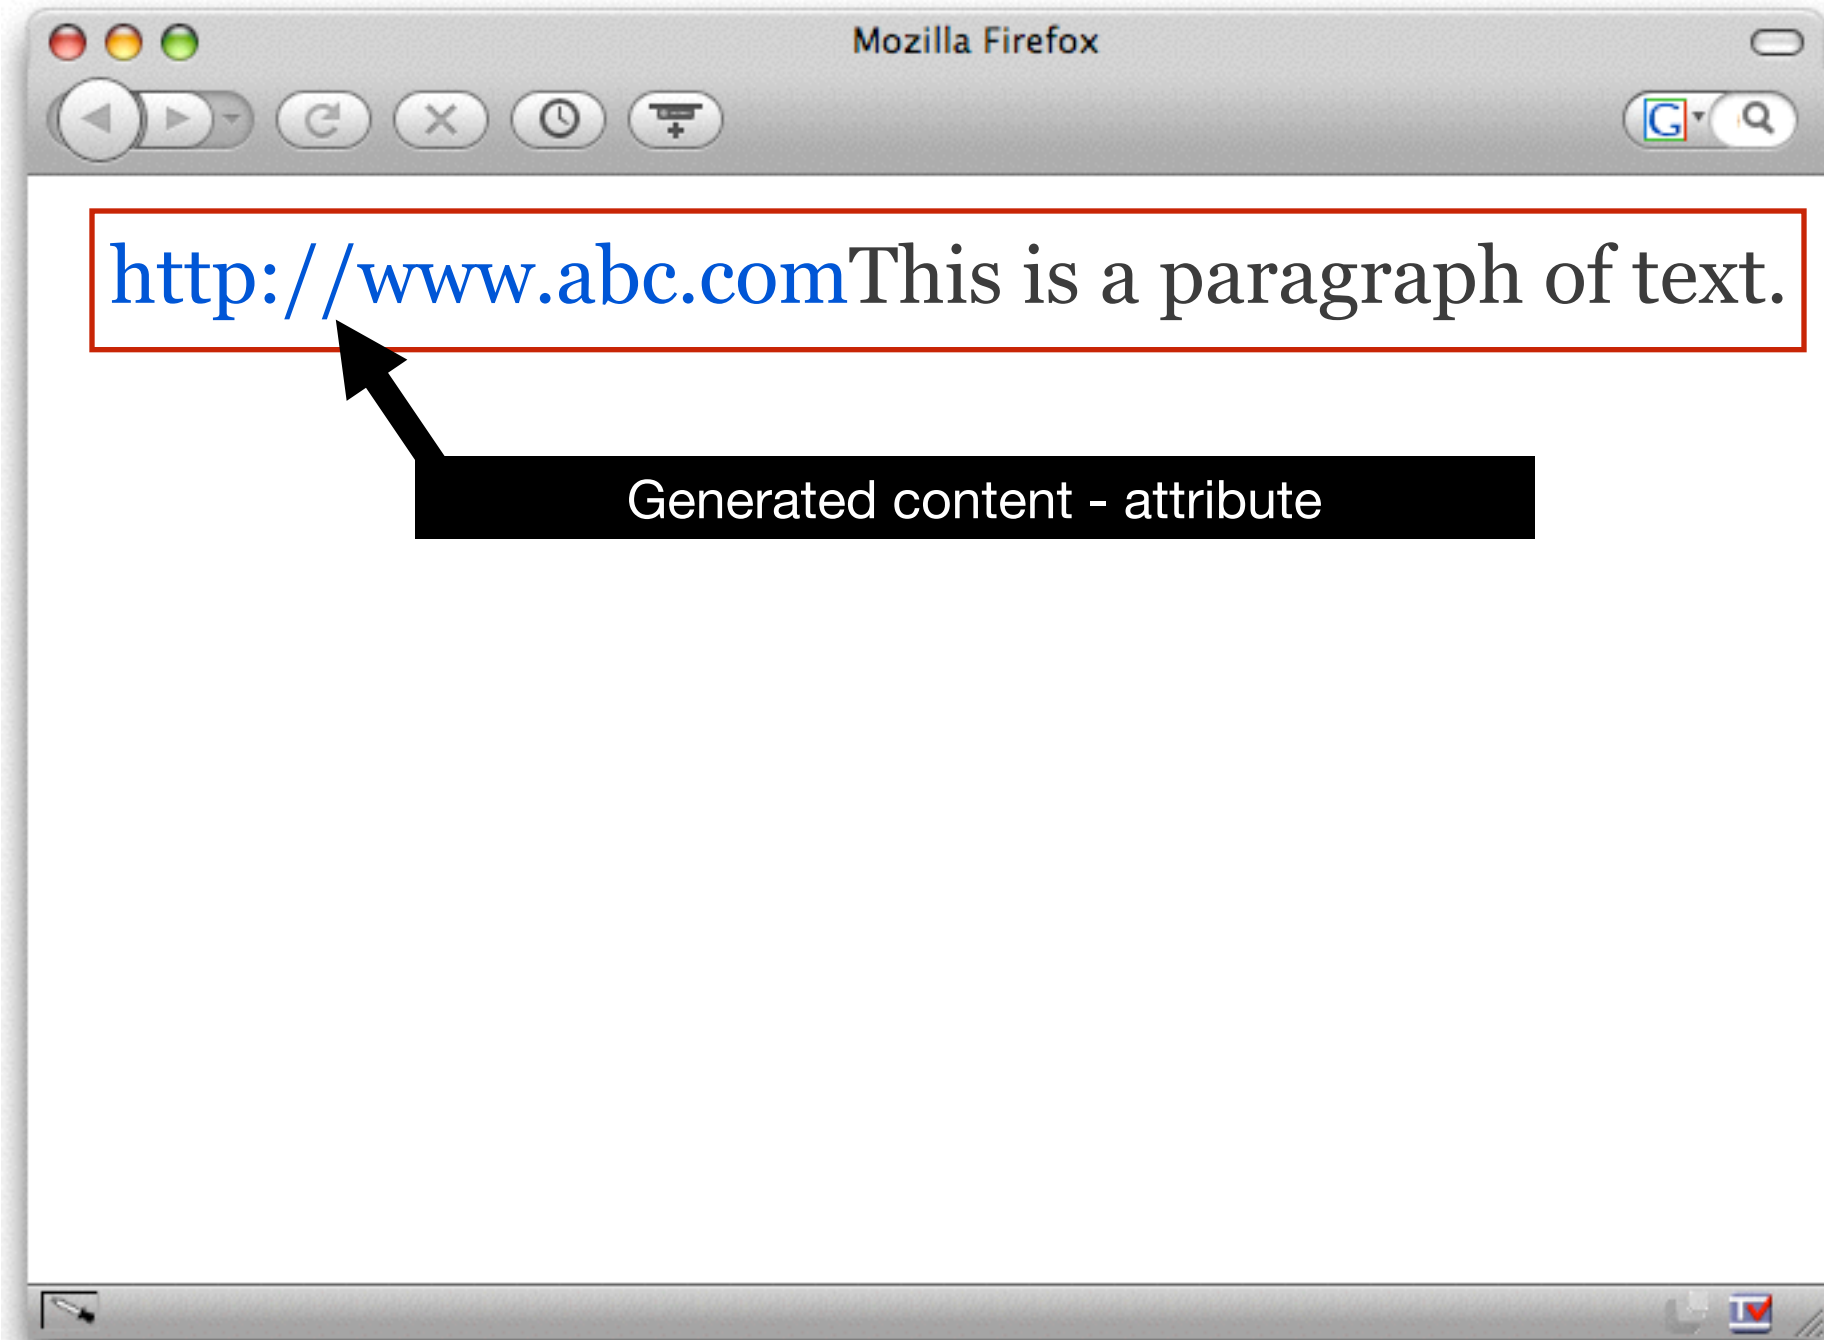 Mozilla Firefox
G
http://www.abc.comThis is a paragraph of text.
Generated content - attribute